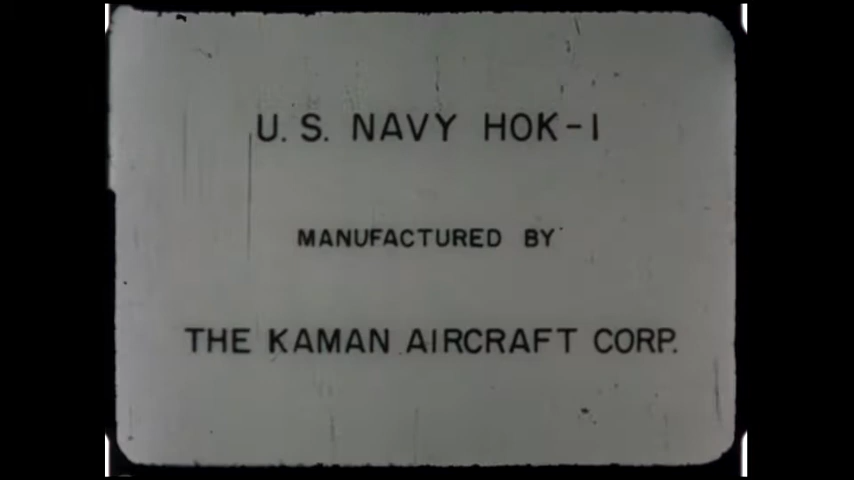 U. S. NAVY HOK-1
MANUFACTURED BY
THE KAMAN AIRCRAFT CORP.